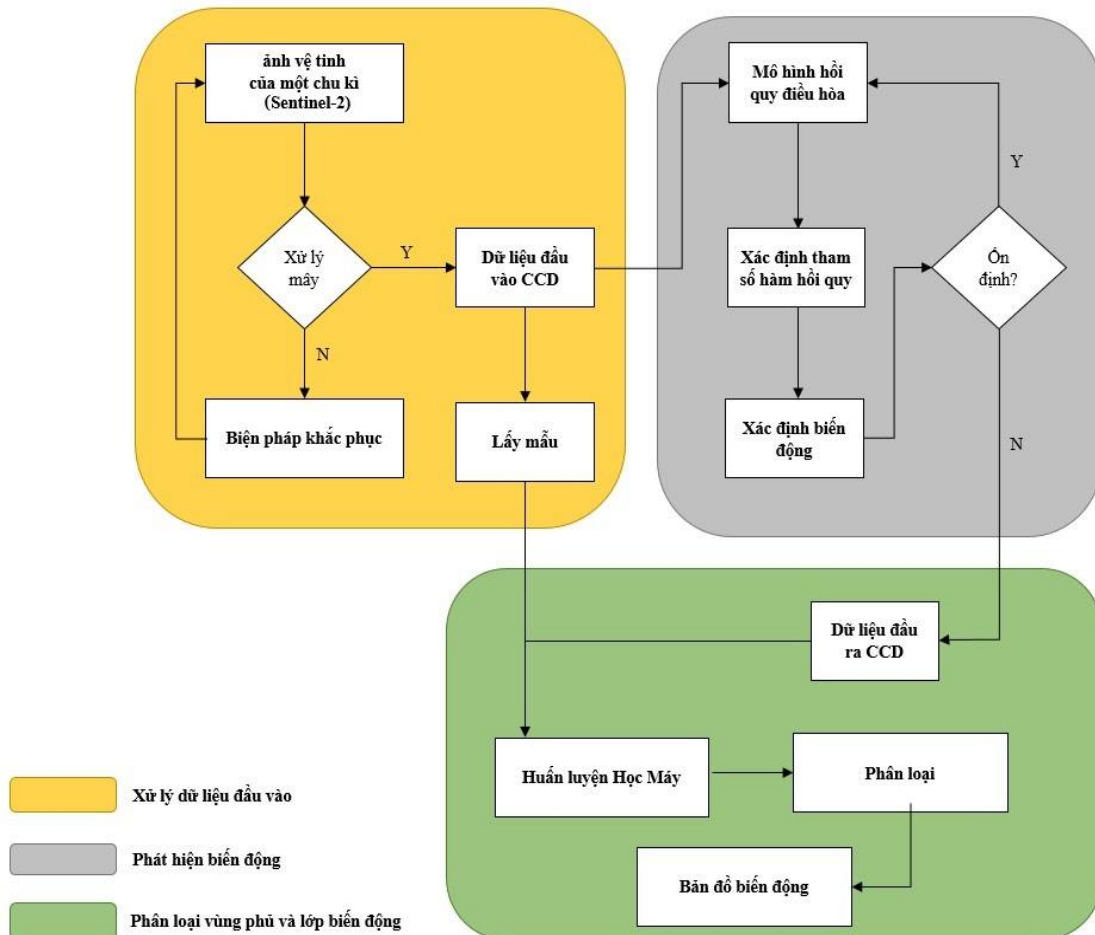 ảnh vệ tinh
của một chu kì
(Sentinel-2)
Xử lý
mây
Y
N
Biện pháp khắc phục
Dữ liệu đầu
vào CCD
Lấy mẫu
Mô hình hồi
quy điều hòa
Xác định tham
số hàm hồi quy
Xác định biến
động
Ổn
định?
Y
N
Dữ liệu đầu
ra CCD
Huấn luyện Học Máy
Phân loại
Bản đồ biến động
Xử lý dữ liệu đầu vào
Phát hiện biến động
Phân loại vùng phủ và lớp biến động